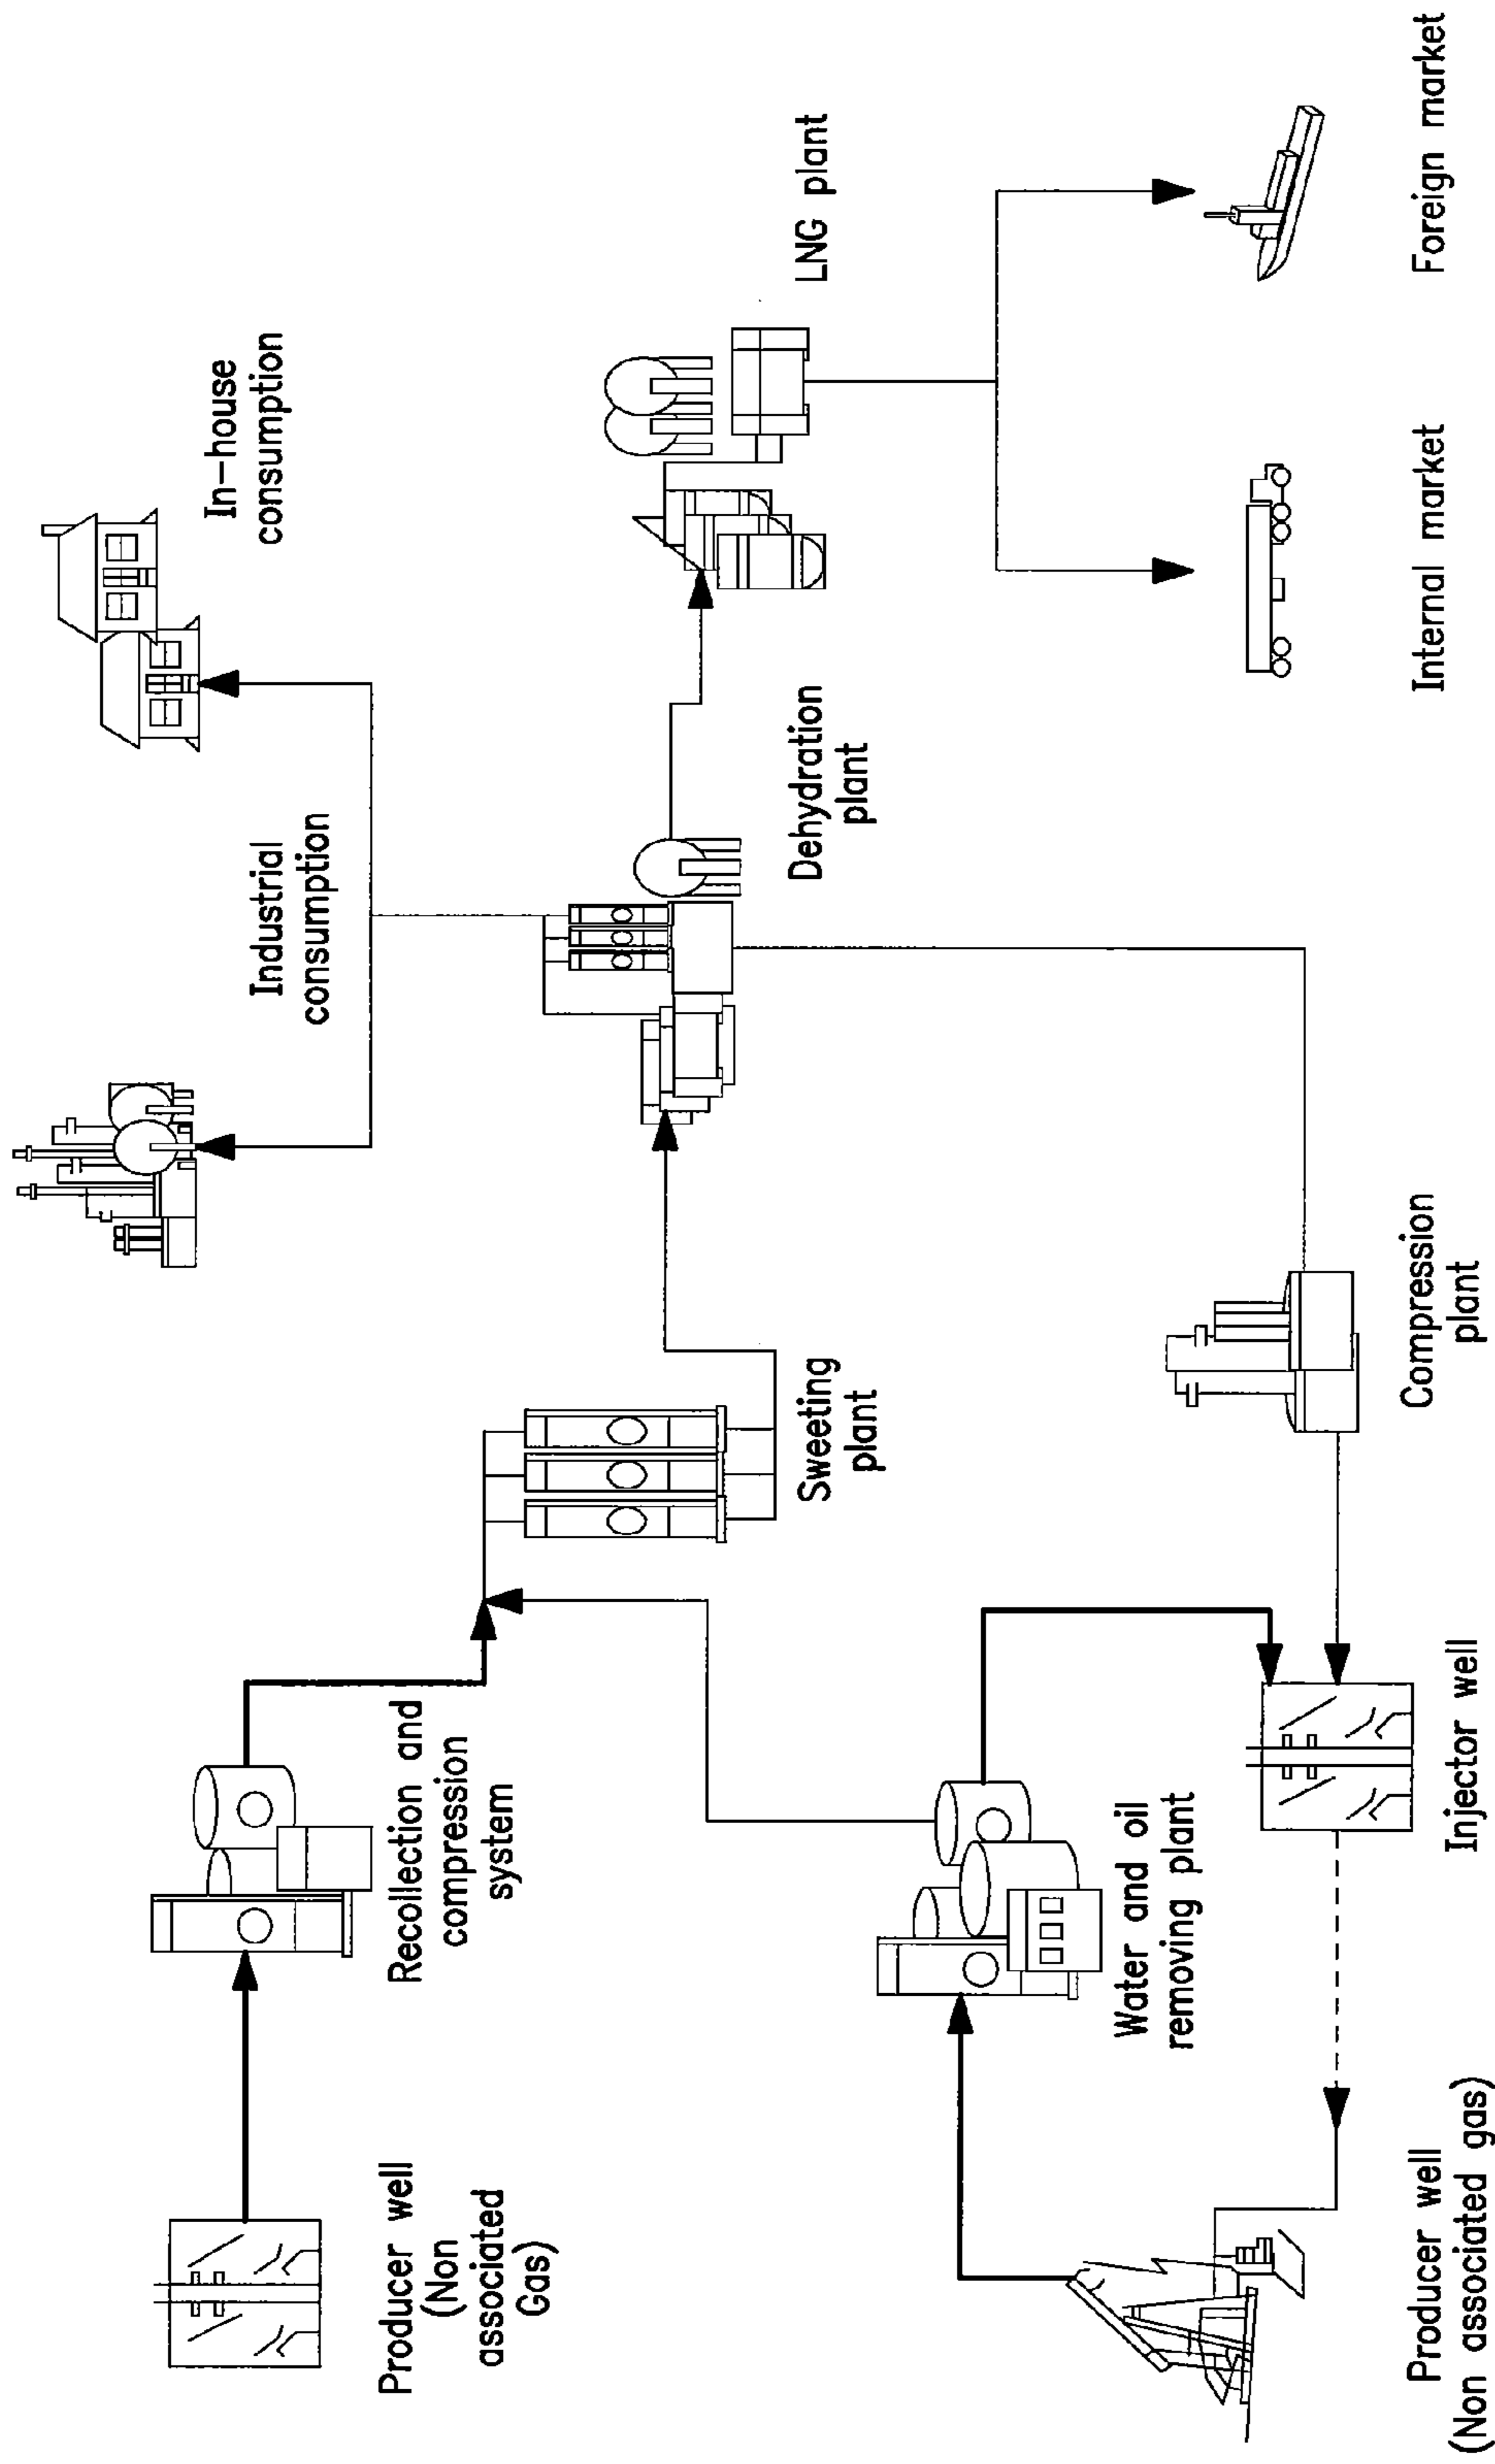 Producer well
(Non
associated
Gas)
Recollection and
compression
system
Industrial
consumption
In-house
consumption
Sweeting
plant
Dehydration
plant
LNG plant
Producer well
(Non associated gas)
Water and oil
removing plant
Injector well
Compression
plant
Internal market
Foreign market